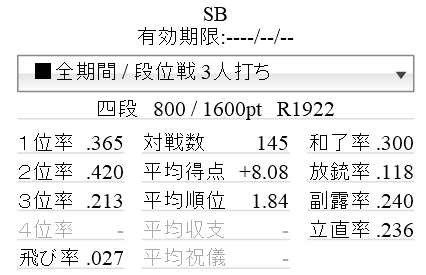 SB
有効期限:----/--/--
■全期間 / 段位戦 3人打ち ▼
四段 800 / 1600pt R1922
1位率 .365 対戦数 145 和了率 .300
2位率 .420 平均得点 +8.08 放銃率 .118
3位率 .213 平均順位 1.84 副露率 .240
4位率 - 平均収支 - 立直率 .236
飛び率 .027 平均祝儀 -